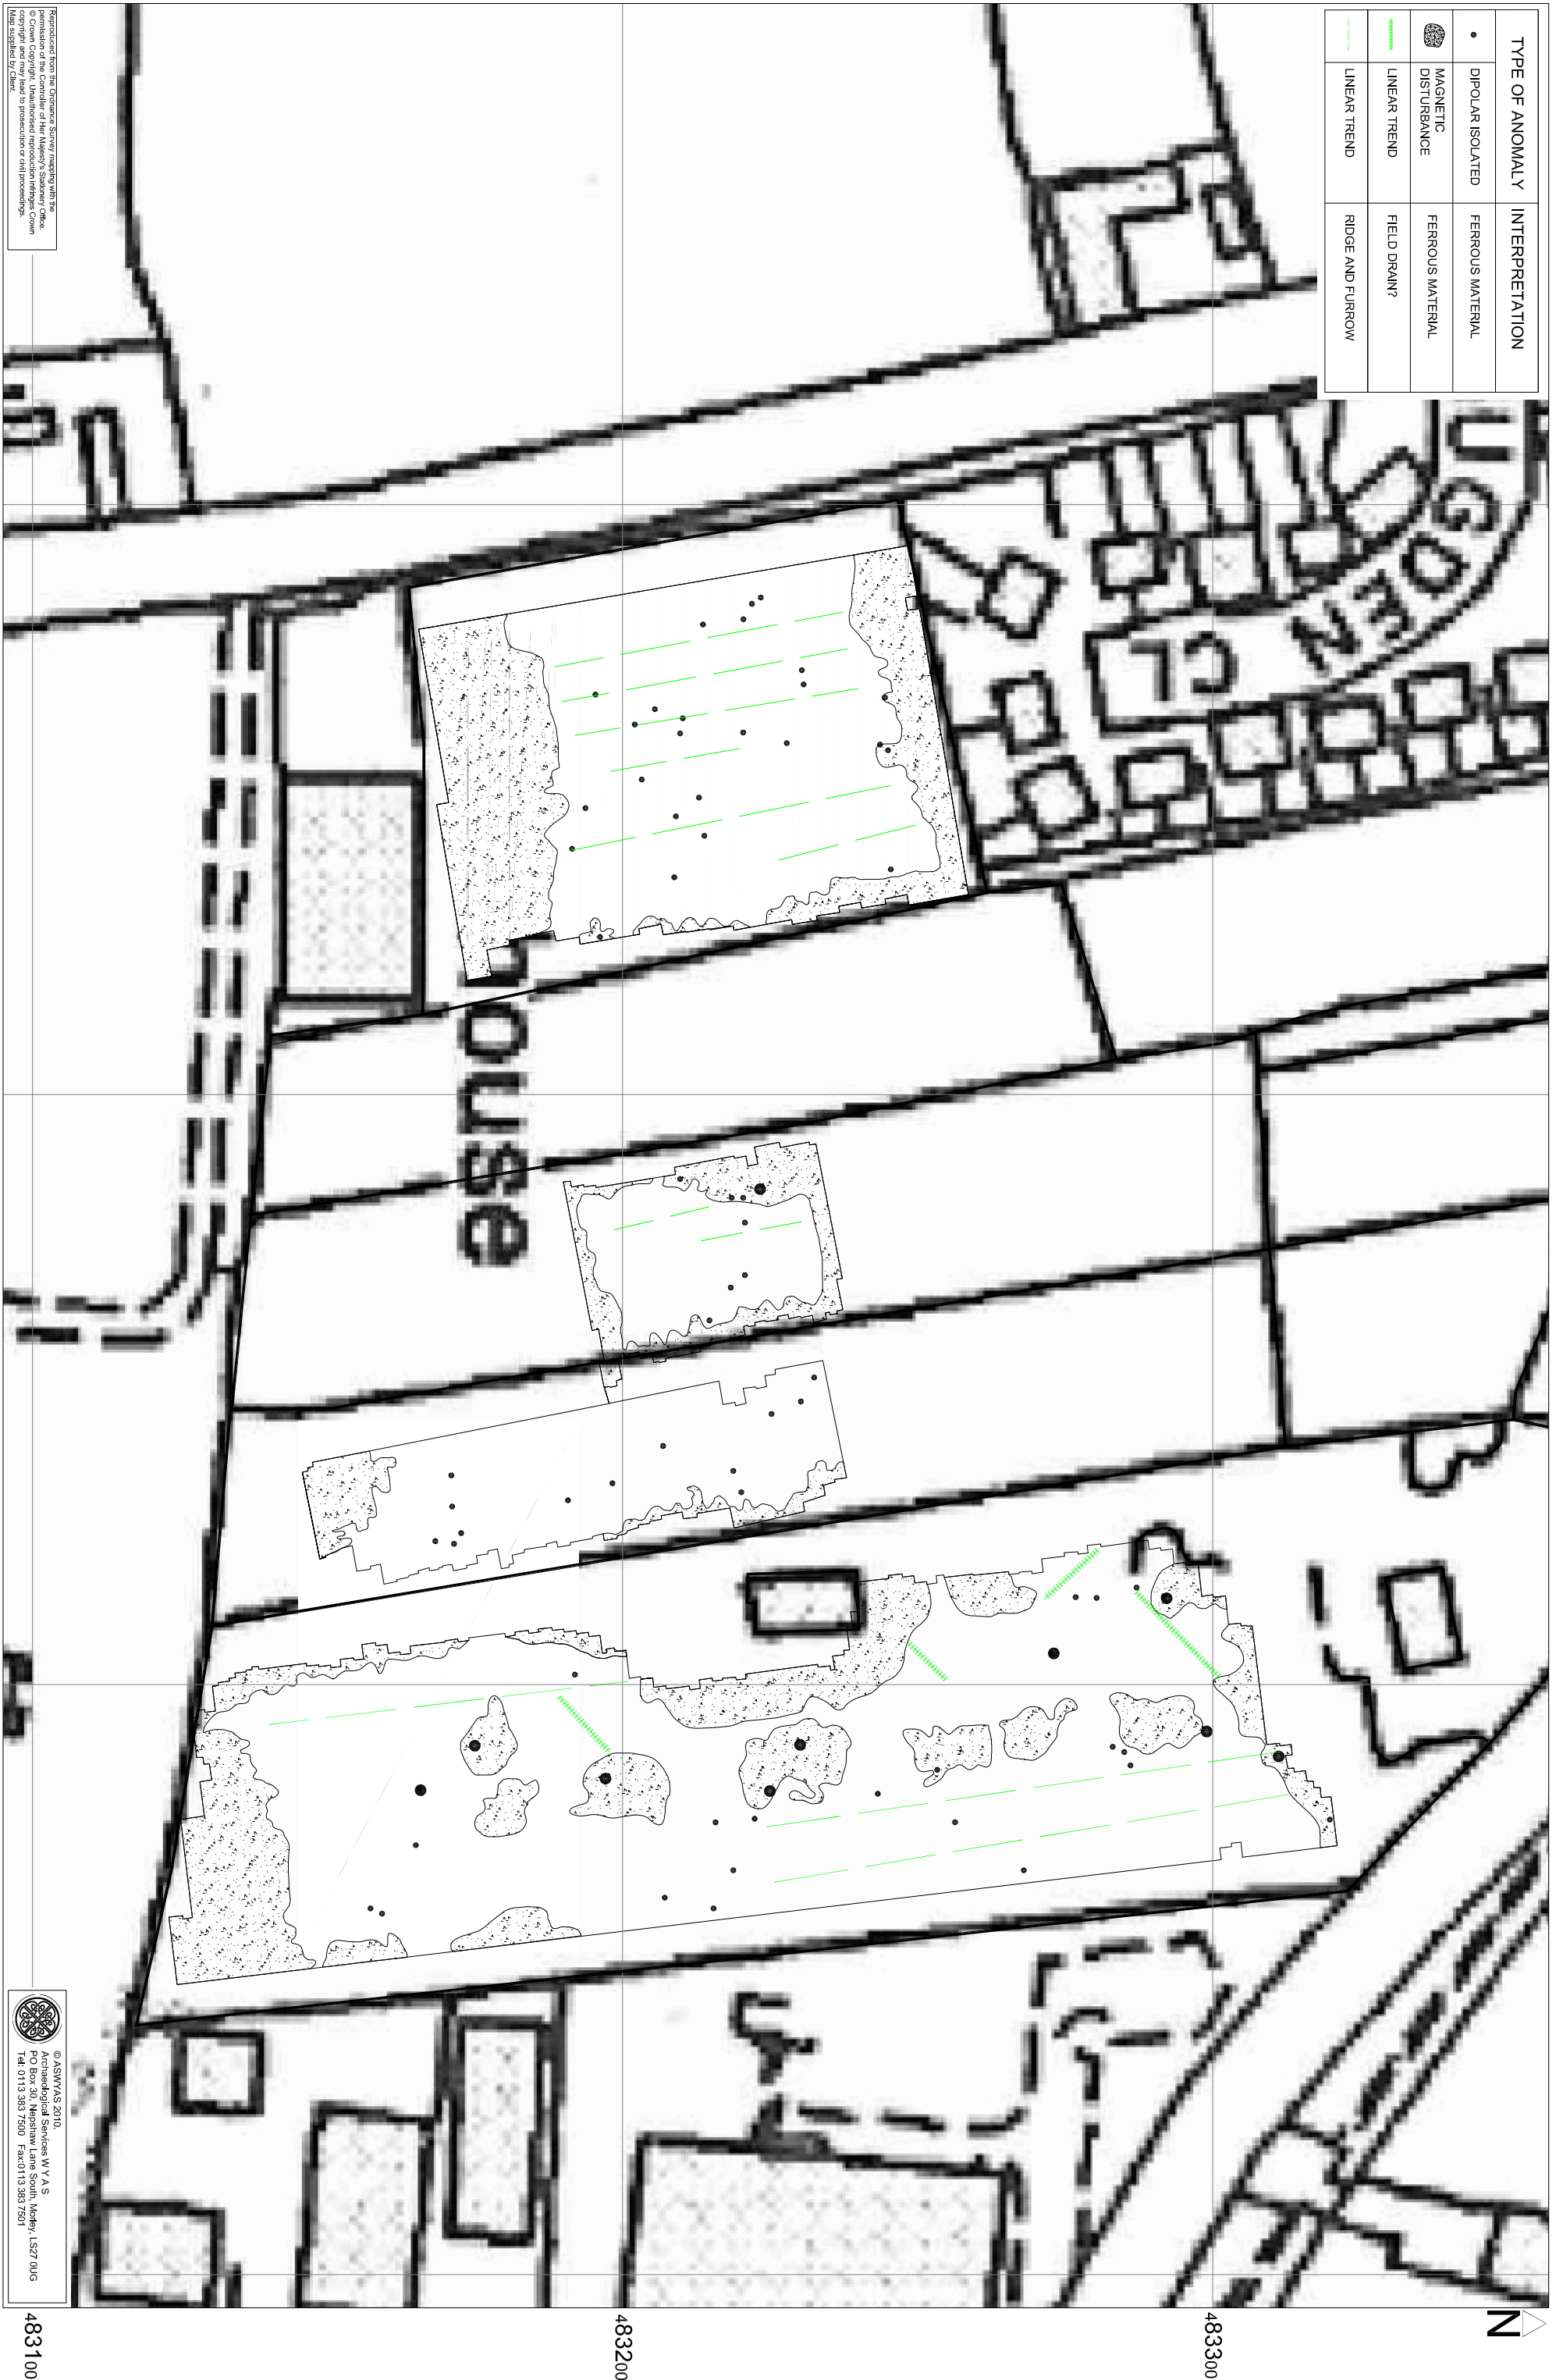 TYPE OF ANOMALY INTERPRETATION
DIPOLAR ISOLATED FERROUS MATERIAL
MAGNETIC
DISTURBANCE FERROUS MATERIAL
LINEAR TREND FIELD DRAIN?
LINEAR TREND RIDGE AND FURROW
GDEN
CL
ouse
Reproduced from the Ordnance Survey mapping with the
permission of the Controller of Her Majesty's Stationery Office.
© Crown Copyright. Unauthorised reproduction infringes Crown
copyright and may lead to prosecution or civil proceedings.
Map supplied by Client.
© ASWYAS 2010.
Archaeological Services W Y A S
PO Box 30, Nepshaw Lane South, Morley, LS27 0UG
Tel: 0113 383 7500 Fax:0113 383 7501
N
483300
483200
483100